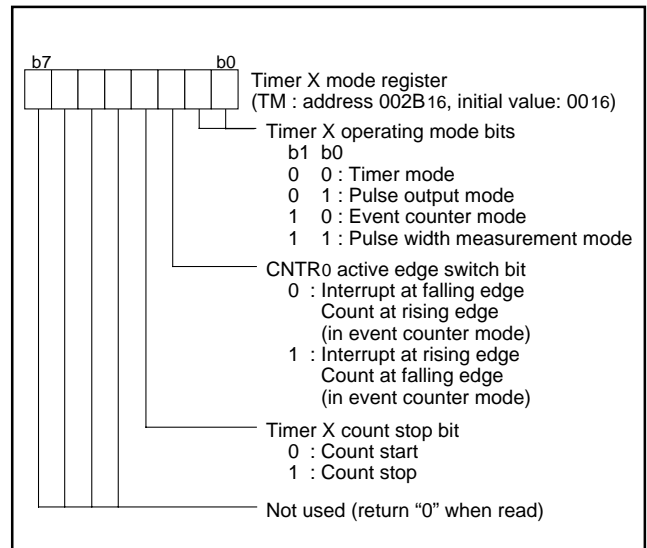 b7 b0
Timer X mode register
(TM : address 002B16, initial value: 0016)
Timer X operating mode bits
b1 b0
0 0 : Timer mode
0 1 : Pulse output mode
1 0 : Event counter mode
1 1 : Pulse width measurement mode
CNTR0 active edge switch bit
0 : Interrupt at falling edge
Count at rising edge
(in event counter mode)
1 : Interrupt at rising edge
Count at falling edge
(in event counter mode)
Timer X count stop bit
0 : Count start
1 : Count stop
Not used (return “0” when read)